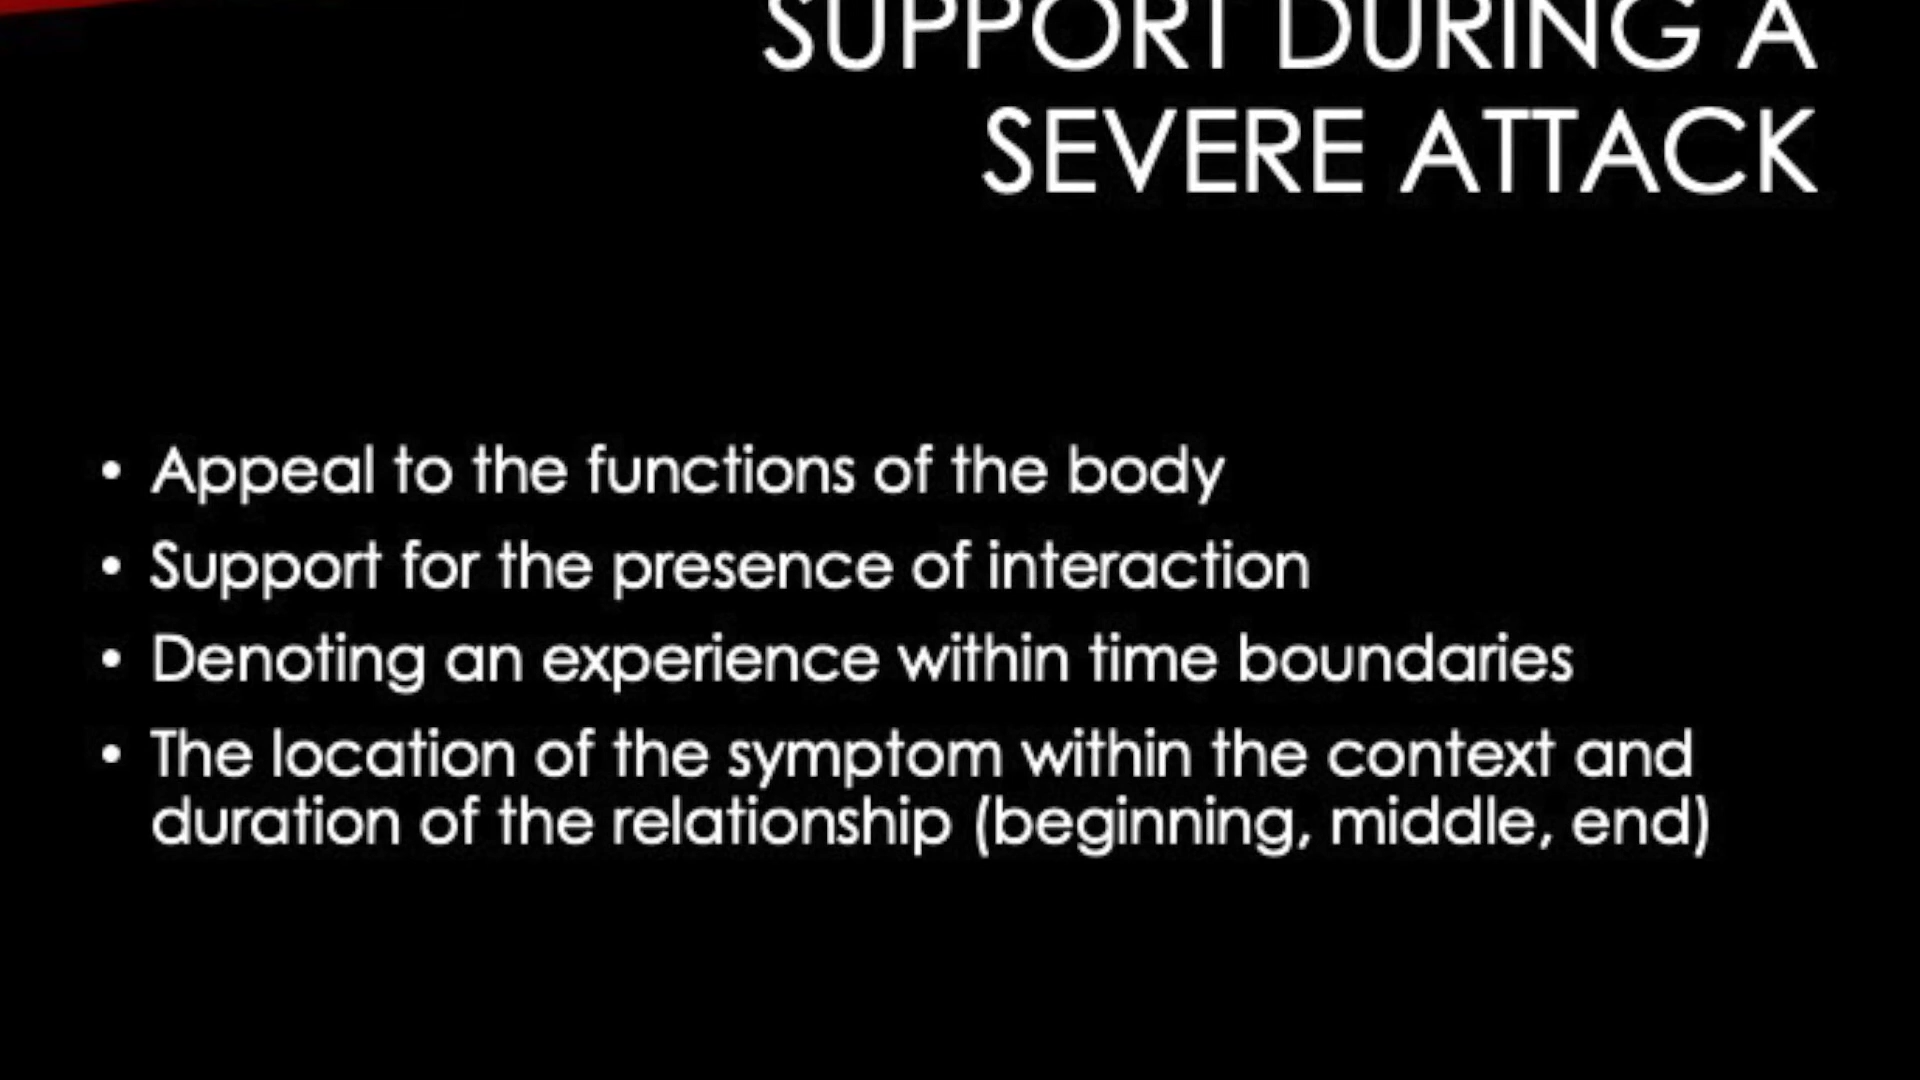 SUPPORT DURING A
SEVERE ATTACK
• Appeal to the functions of the body
• Support for the presence of interaction
• Denoting an experience within time boundaries
• The location of the symptom within the context and
duration of the relationship (beginning, middle, end)